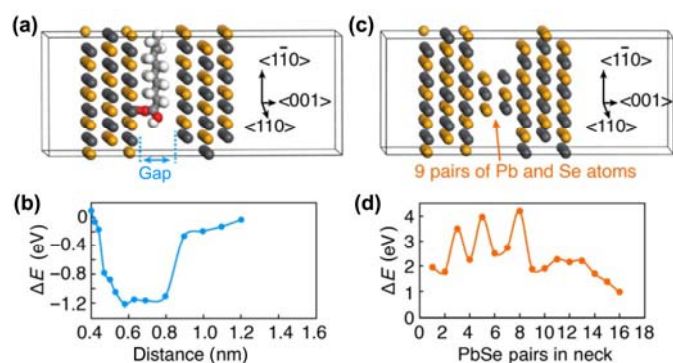 (a)
<11̄0>
<001>
<110>
Gap
(c)
<11̄0>
<001>
<110>
9 pairs of Pb and Se atoms
(b)
0
−0.4
−0.8
−1.2
ΔE (eV)
0.4 0.6 0.8 1.0 1.2 1.4 1.6
Distance (nm)
(d)
4
3
2
1
0
ΔE (eV)
0 2 4 6 8 10 12 14 16 18
PbSe pairs in neck